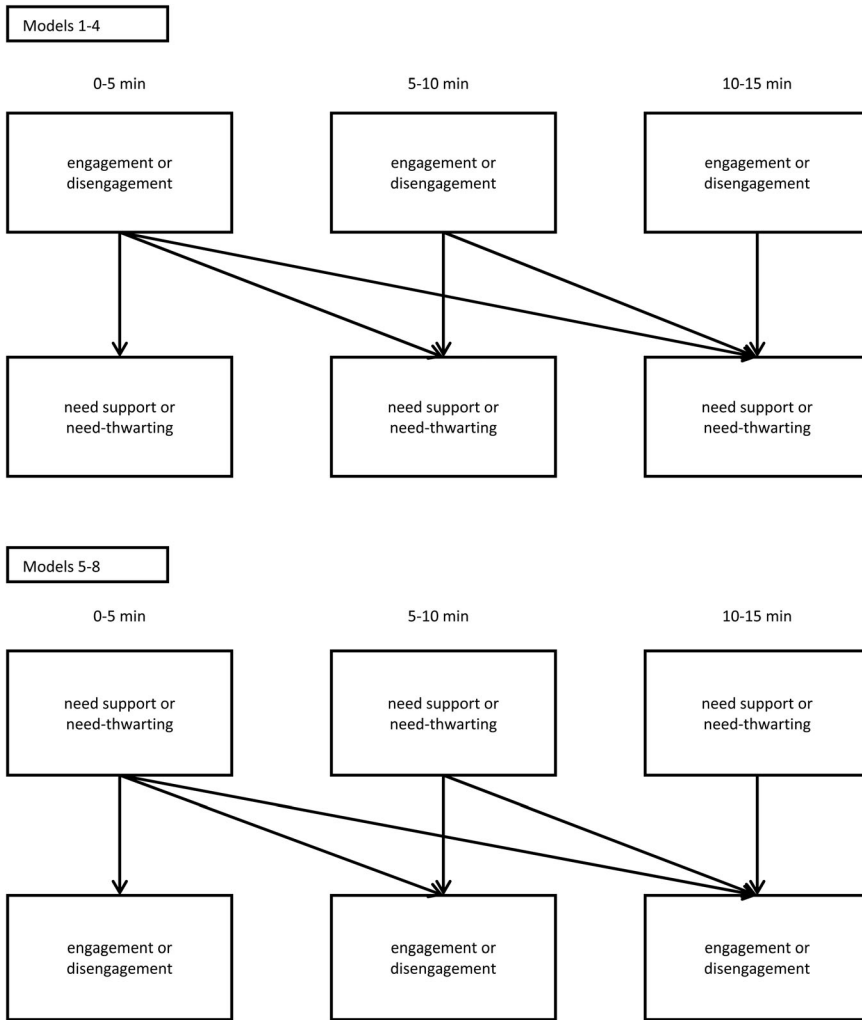 Models 1-4
0-5 min
5-10 min
10-15 min
engagement or
disengagement
engagement or
disengagement
engagement or
disengagement
need support or
need-thwarting
need support or
need-thwarting
need support or
need-thwarting
Models 5-8
0-5 min
5-10 min
10-15 min
need support or
need-thwarting
need support or
need-thwarting
need support or
need-thwarting
engagement or
disengagement
engagement or
disengagement
engagement or
disengagement